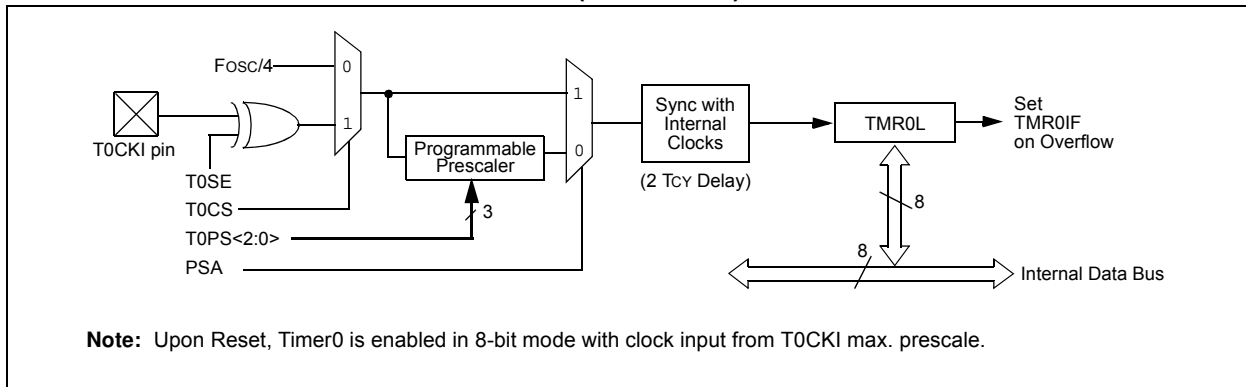 FOSC/4
0
1
T0CKI pin
T0SE
T0CS
T0PS<2:0>
PSA
Programmable
Prescaler
3
1
0
Sync with
Internal
Clocks
(2 TCY Delay)
TMR0L
Set
TMR0IF
on Overflow
8
8
Internal Data Bus
Note: Upon Reset, Timer0 is enabled in 8-bit mode with clock input from T0CKI max. prescale.